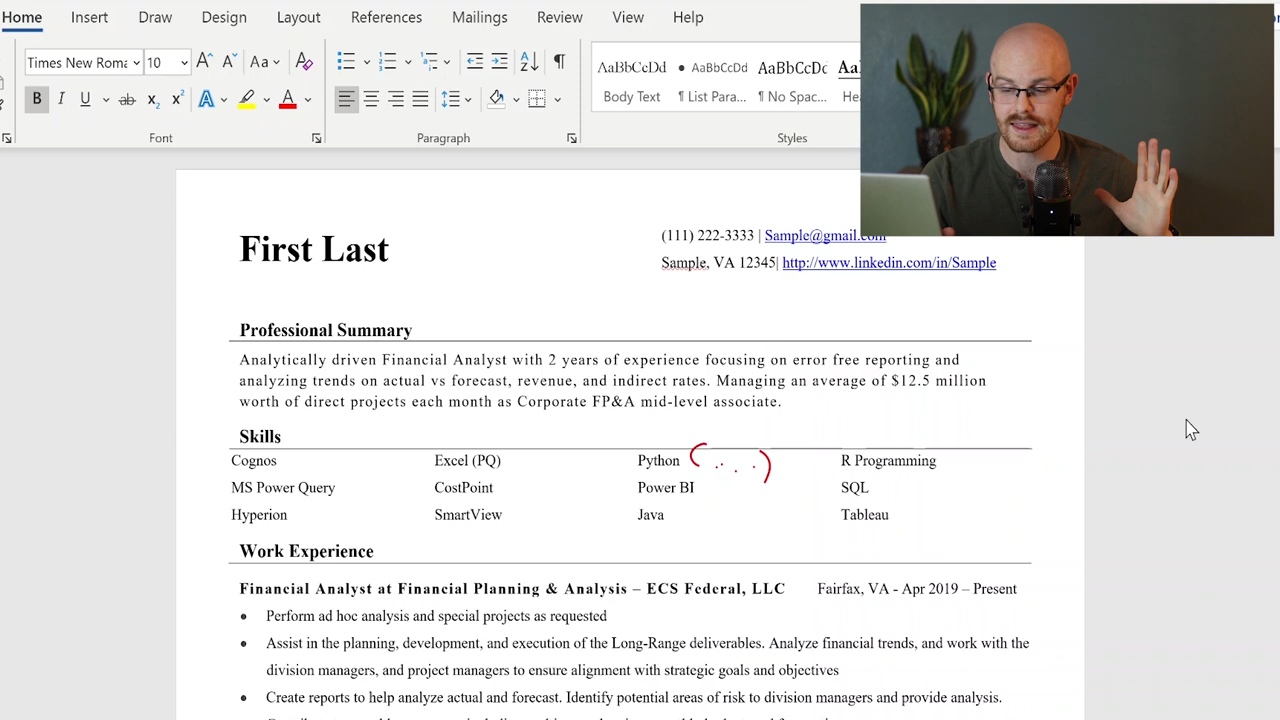 Home Insert Draw Design Layout References Mailings Review View Help
Times New Roma 10 Aa
B I U ab x₂ x² A A
AaBbCcDd AaBbCcDd AaBbCcDd AaB
Body Text ¶ List Para... ¶ No Spac... He
Font Paragraph Styles
First Last
(111) 222-3333 | Sample@gmail.com
Sample, VA 12345| http://www.linkedin.com/in/Sample
Professional Summary
Analytically driven Financial Analyst with 2 years of experience focusing on error free reporting and
analyzing trends on actual vs forecast, revenue, and indirect rates. Managing an average of $12.5 million
worth of direct projects each month as Corporate FP&A mid-level associate.
Skills
Cognos Excel (PQ) Python (....) R Programming
MS Power Query CostPoint Power BI SQL
Hyperion SmartView Java Tableau
Work Experience
Financial Analyst at Financial Planning & Analysis – ECS Federal, LLC Fairfax, VA - Apr 2019 – Present
• Perform ad hoc analysis and special projects as requested
• Assist in the planning, development, and execution of the Long-Range deliverables. Analyze financial trends, and work with the
division managers, and project managers to ensure alignment with strategic goals and objectives
• Create reports to help analyze actual and forecast. Identify potential areas of risk to division managers and provide analysis.